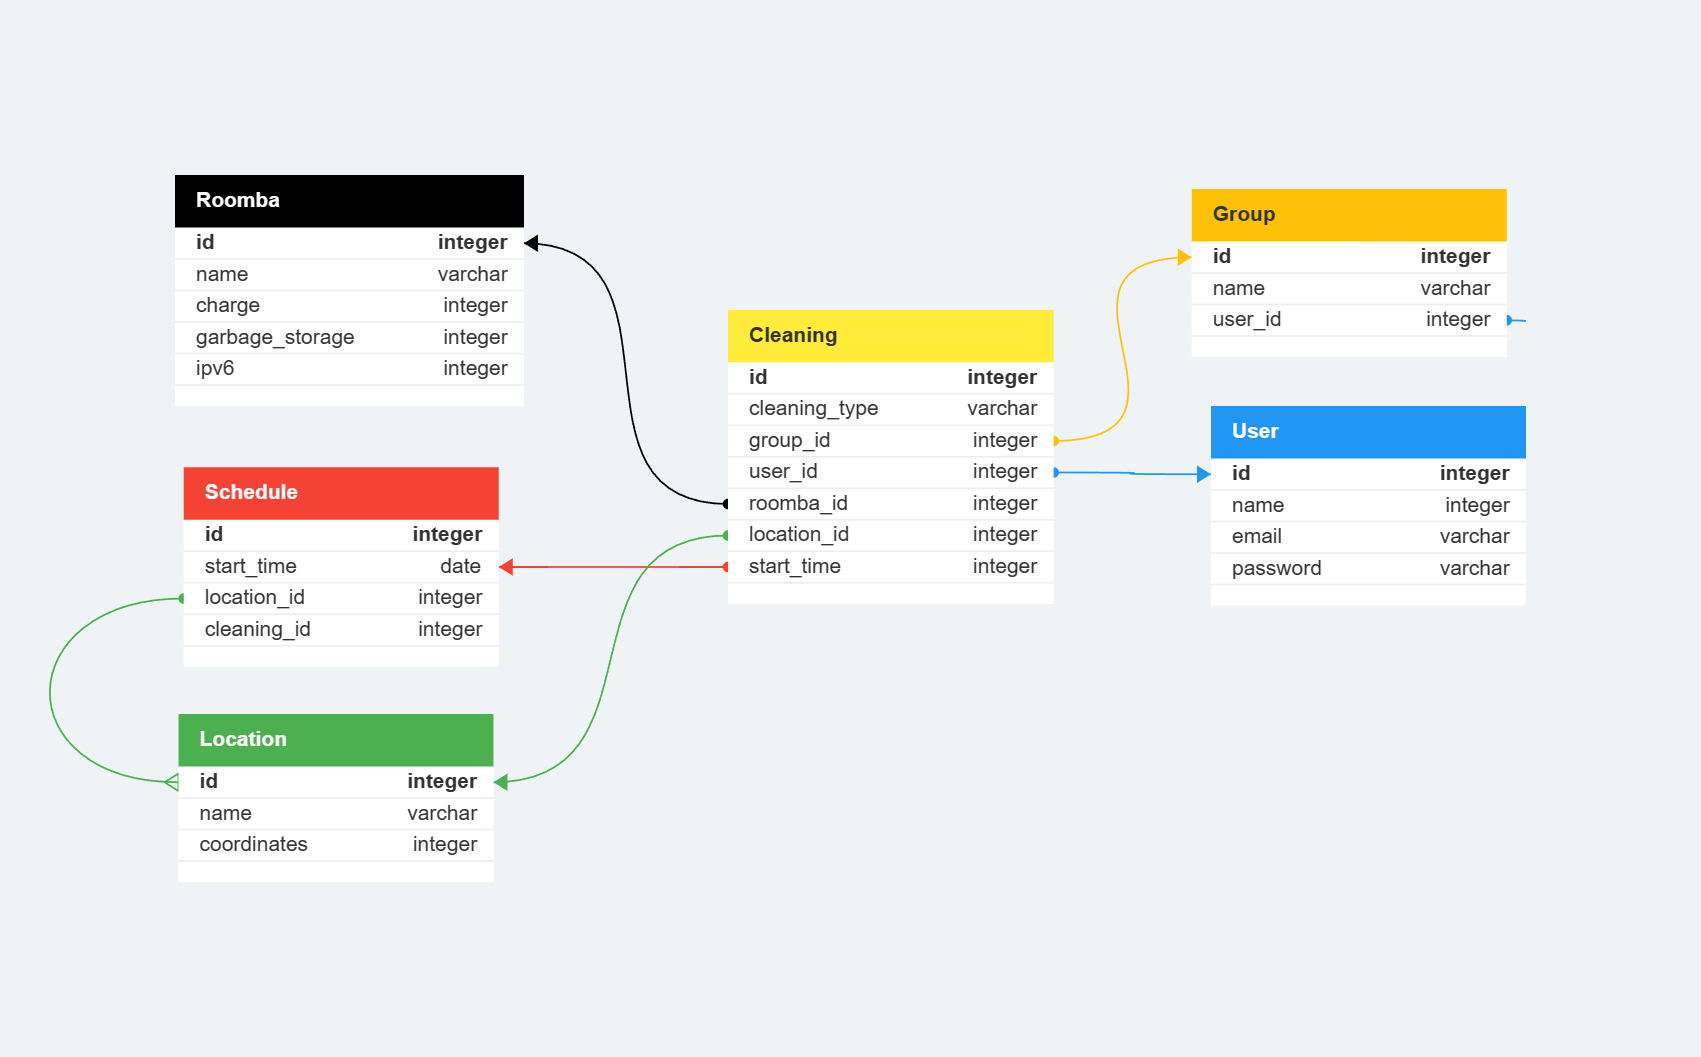 Roomba
id integer
name varchar
charge integer
garbage_storage integer
ipv6 integer
Schedule
id integer
start_time date
location_id integer
cleaning_id integer
Location
id integer
name varchar
coordinates integer
Cleaning
id integer
cleaning_type varchar
group_id integer
user_id integer
roomba_id integer
location_id integer
start_time integer
Group
id integer
name varchar
user_id integer
User
id integer
name integer
email varchar
password varchar